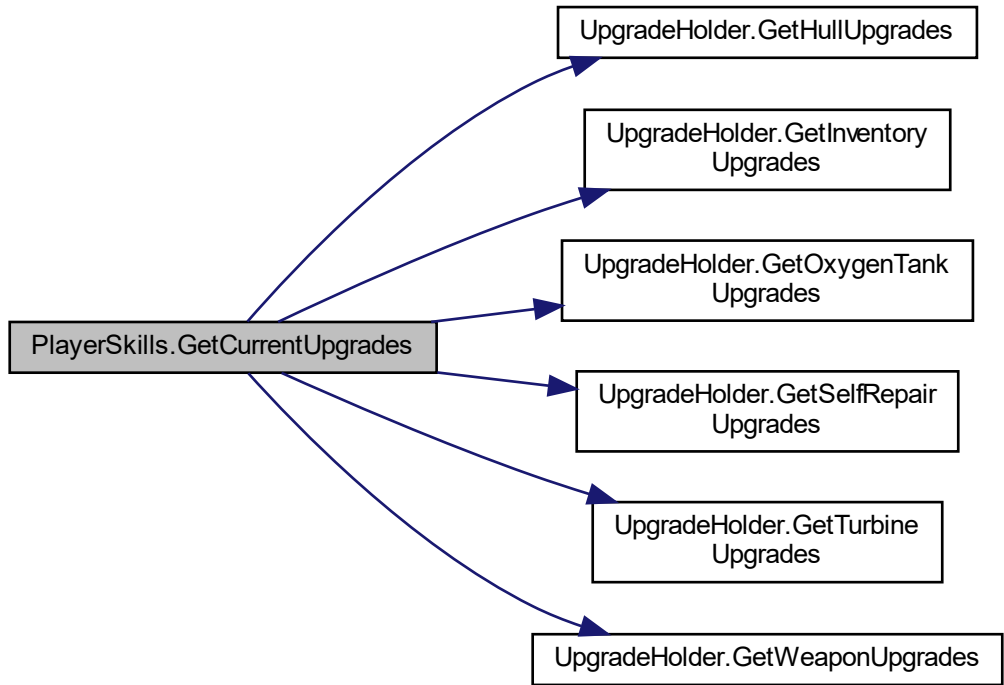 UpgradeHolder.GetHullUpgrades
UpgradeHolder.GetInventory
Upgrades
UpgradeHolder.GetOxygenTank
Upgrades
PlayerSkills.GetCurrentUpgrades
UpgradeHolder.GetSelfRepair
Upgrades
UpgradeHolder.GetTurbine
Upgrades
UpgradeHolder.GetWeaponUpgrades